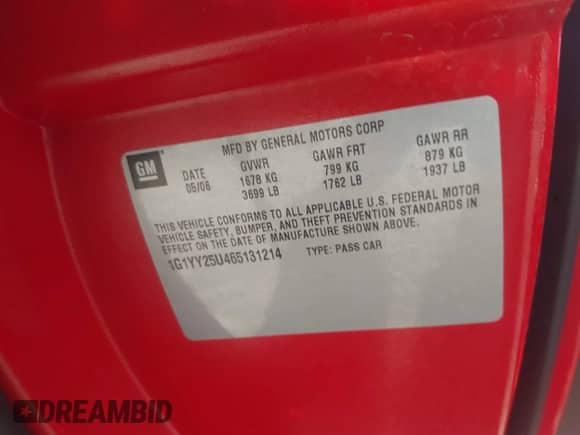 MFD BY GENERAL MOTORS CORP
GM
DATE GVWR GAWR FRT GAWR RR
05/06 1678 KG 799 KG 879 KG
3699 LB 1762 LB 1937 LB
THIS VEHICLE CONFORMS TO ALL APPLICABLE U.S. FEDERAL MOTOR
VEHICLE SAFETY, BUMPER, AND THEFT PREVENTION STANDARDS IN
EFFECT ON THE DATE OF MANUFACTURE SHOWN ABOVE.
1G1YY25U465131214 TYPE: PASS CAR
DREAMBID